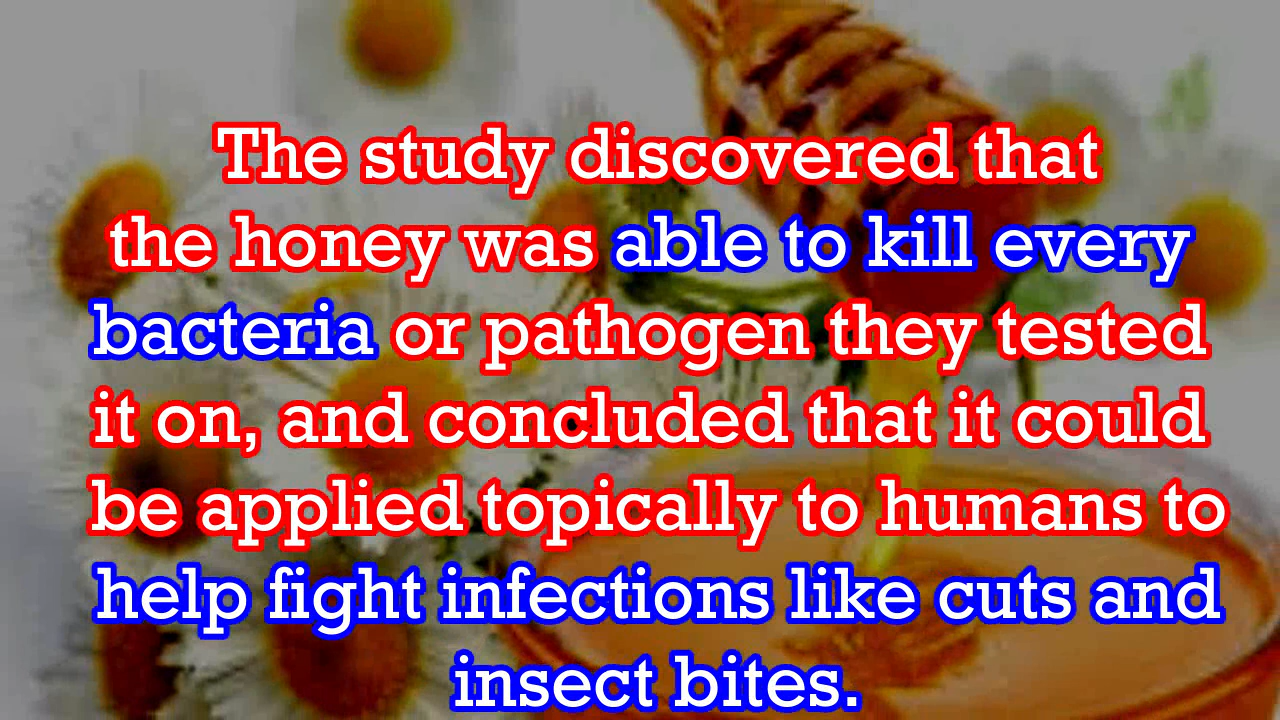 The study discovered that
the honey was able to kill every
bacteria or pathogen they tested
it on, and concluded that it could
be applied topically to humans to
help fight infections like cuts and
insect bites.